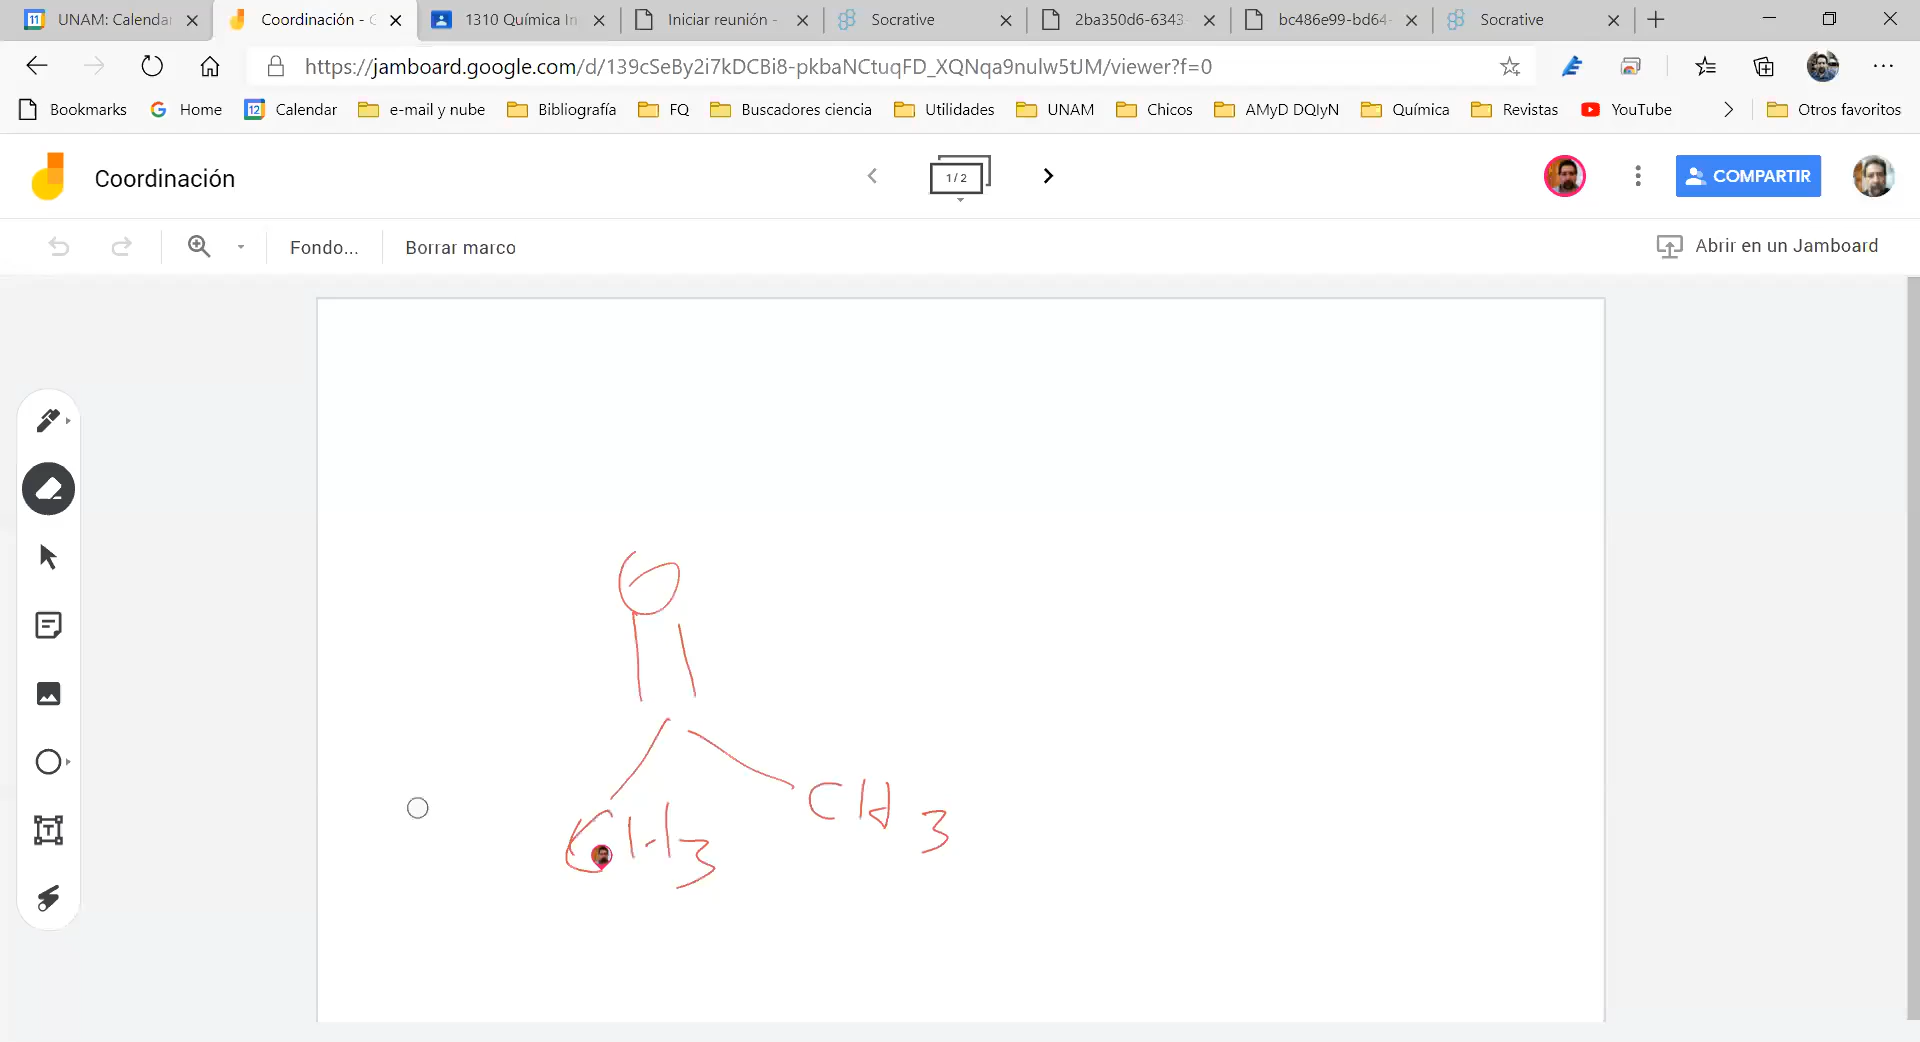 UNAM: Calendar
Coordinación - G
1310 Química In
Iniciar reunión -
Socrative
2ba350d6-6343-
bc486e99-bd64-
Socrative
https://jamboard.google.com/d/139cSeBy2i7kDCBi8-pkbaNCtuqFD_XQNqa9nulw5tJM/viewer?f=0
Bookmarks
Home
Calendar
e-mail y nube
Bibliografía
FQ
Buscadores ciencia
Utilidades
UNAM
Chicos
AMyD DQIyN
Química
Revistas
YouTube
Otros favoritos
Coordinación
1 / 2
COMPARTIR
Fondo...
Borrar marco
Abrir en un Jamboard
O
CH3
CH3